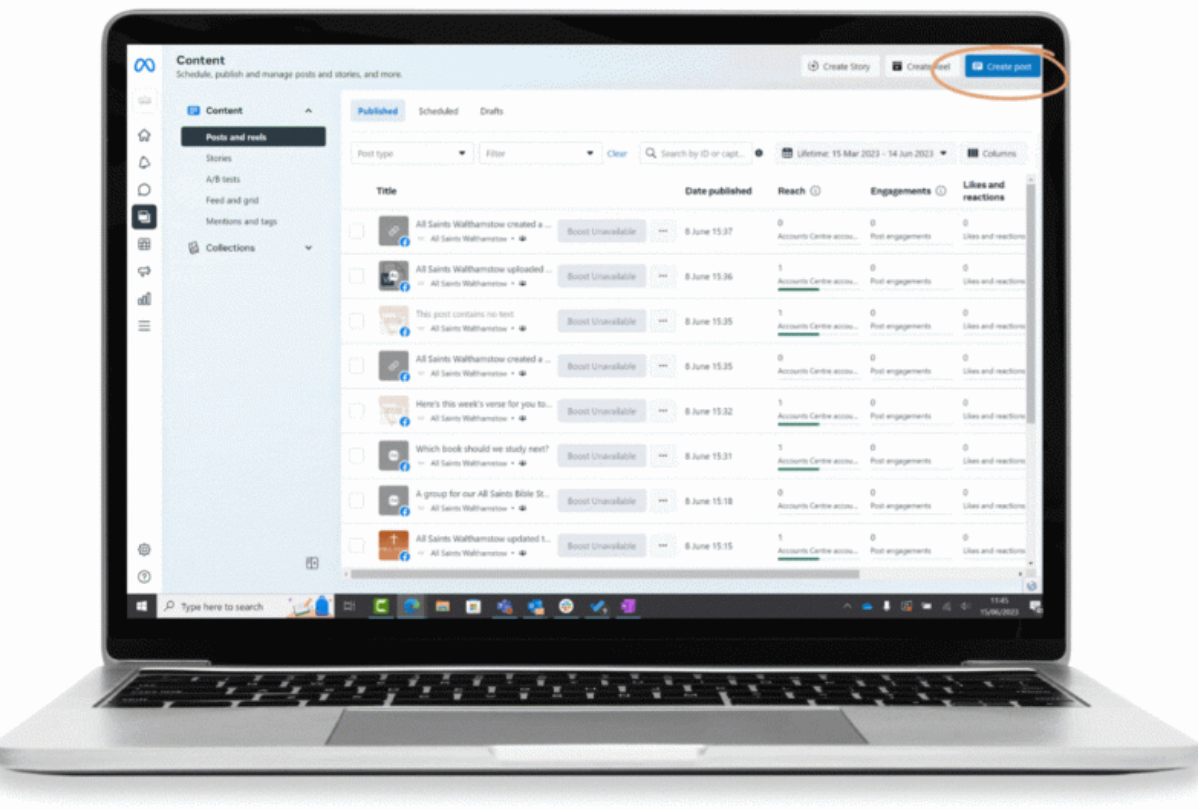 Content
Schedule, publish and manage posts and stories, and more.
Create Story
Create Reel
Create post
Content
Posts and reels
Stories
A/B tests
Feed and grid
Mentions and tags
Collections
Published
Scheduled
Drafts
Post type
Filter
Clear
Search by ID or capt...
Lifetime: 15 Mar 2023 – 14 Jun 2023
Columns
Title
Date published
Reach
Engagements
Likes and
reactions
All Saints Walthamstow created a ...
All Saints Walthamstow
Boost Unavailable
8 June 15:37
0
Accounts Centre accou...
0
Post engagements
0
Likes and reactions
All Saints Walthamstow uploaded ...
All Saints Walthamstow
Boost Unavailable
8 June 15:36
1
Accounts Centre accou...
0
Post engagements
0
Likes and reactions
This post contains no text
All Saints Walthamstow
Boost Unavailable
8 June 15:35
1
Accounts Centre accou...
0
Post engagements
0
Likes and reactions
All Saints Walthamstow created a ...
All Saints Walthamstow
Boost Unavailable
8 June 15:35
0
Accounts Centre accou...
0
Post engagements
0
Likes and reactions
Here's this week's verse for you to...
All Saints Walthamstow
Boost Unavailable
8 June 15:32
1
Accounts Centre accou...
0
Post engagements
0
Likes and reactions
Which book should we study next?
All Saints Walthamstow
Boost Unavailable
8 June 15:31
1
Accounts Centre accou...
0
Post engagements
0
Likes and reactions
A group for our All Saints Bible St...
All Saints Walthamstow
Boost Unavailable
8 June 15:18
0
Accounts Centre accou...
0
Post engagements
0
Likes and reactions
All Saints Walthamstow updated t...
All Saints Walthamstow
Boost Unavailable
8 June 15:15
1
Accounts Centre accou...
0
Post engagements
0
Likes and reactions
Type here to search
11:45
15/06/2023